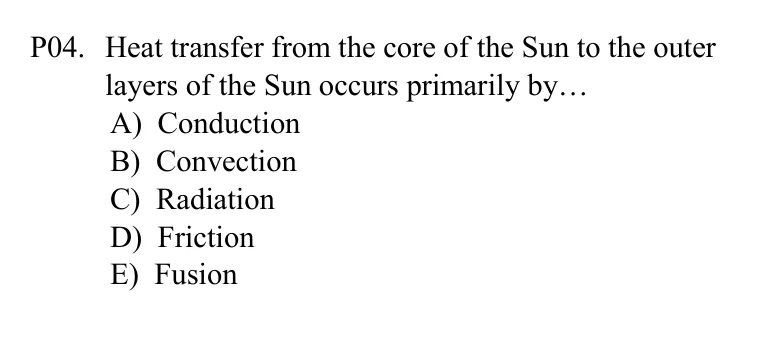 P04. Heat transfer from the core of the Sun to the outer
layers of the Sun occurs primarily by…
A) Conduction
B) Convection
C) Radiation
D) Friction
E) Fusion